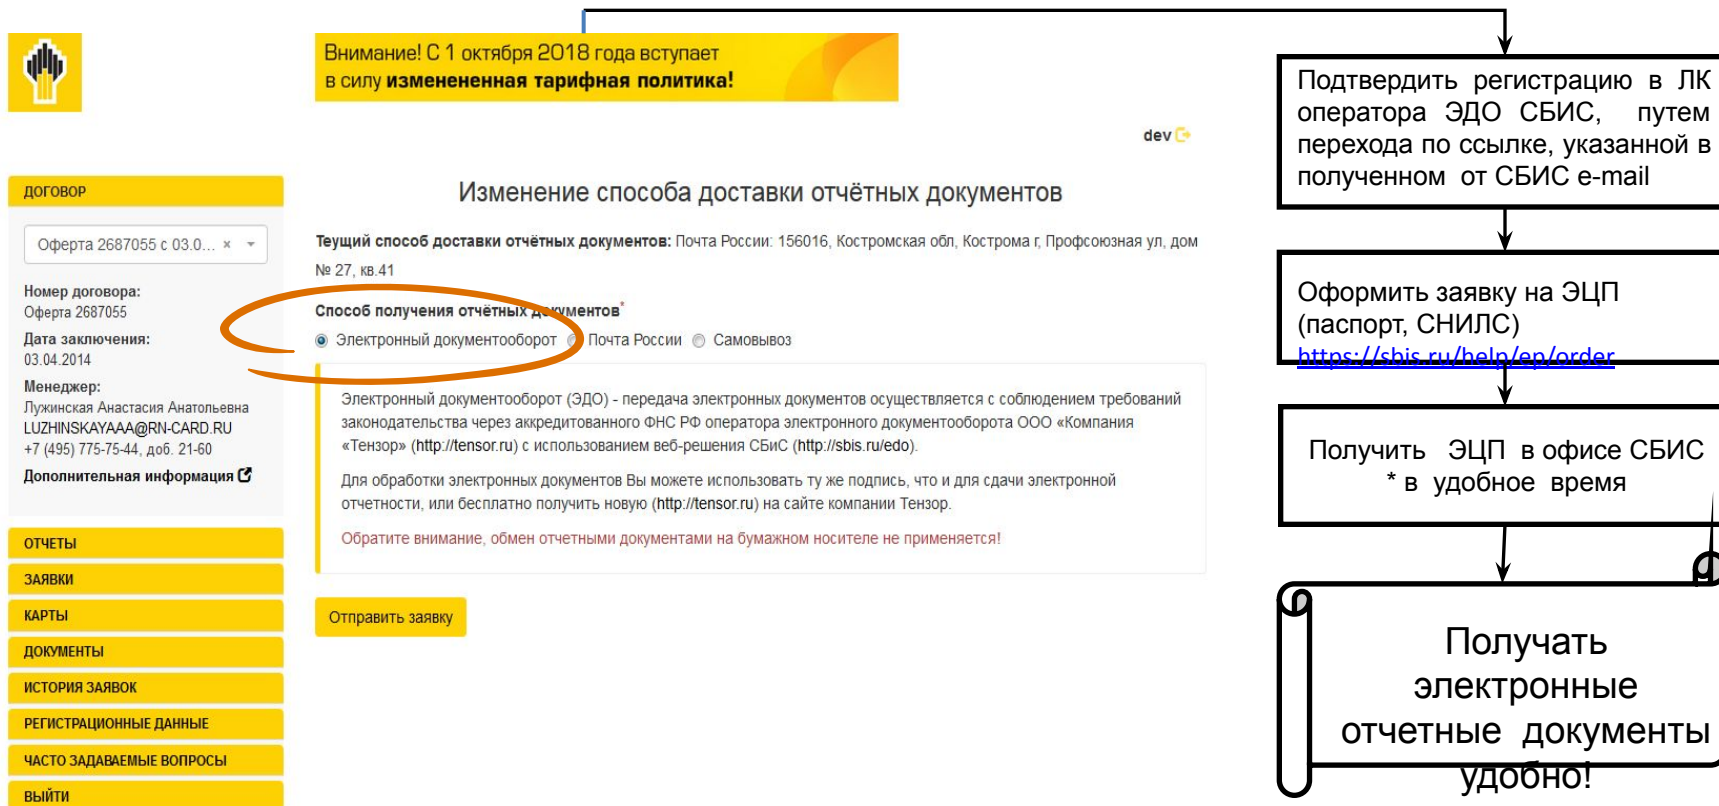 Внимание! С 1 октября 2018 года вступает
в силу измененная тарифная политика!
dev
ДОГОВОР
Оферта 2687055 с 03.0... ×
Номер договора:
Оферта 2687055
Дата заключения:
03.04.2014
Менеджер:
Лужинская Анастасия Анатольевна
LUZHINSKAYAAA@RN-CARD.RU
+7 (495) 775-75-44, доб. 21-60
Дополнительная информация
ОТЧЕТЫ
ЗАЯВКИ
КАРТЫ
ДОКУМЕНТЫ
ИСТОРИЯ ЗАЯВОК
РЕГИСТРАЦИОННЫЕ ДАННЫЕ
ЧАСТО ЗАДАВАЕМЫЕ ВОПРОСЫ
ВЫЙТИ
Изменение способа доставки отчётных документов
Теущий способ доставки отчётных документов: Почта России: 156016, Костромская обл, Кострома г, Профсоюзная ул, дом
№ 27, кв.41
Способ получения отчётных документов*
Электронный документооборот Почта России Самовывоз
Электронный документооборот (ЭДО) - передача электронных документов осуществляется с соблюдением требований
законодательства через аккредитованного ФНС РФ оператора электронного документооборота ООО «Компания
«Тензор» (http://tensor.ru) с использованием веб-решения СБиС (http://sbis.ru/edo).
Для обработки электронных документов Вы можете использовать ту же подпись, что и для сдачи электронной
отчетности, или бесплатно получить новую (http://tensor.ru) на сайте компании Тензор.
Обратите внимание, обмен отчетными документами на бумажном носителе не применяется!
Отправить заявку
Подтвердить регистрацию в ЛК
оператора ЭДО СБИС, путем
перехода по ссылке, указанной в
полученном от СБИС e-mail
Оформить заявку на ЭЦП
(паспорт, СНИЛС)
https://sbis.ru/help/ep/order
Получить ЭЦП в офисе СБИС
* в удобное время
Получать
электронные
отчетные документы
удобно!